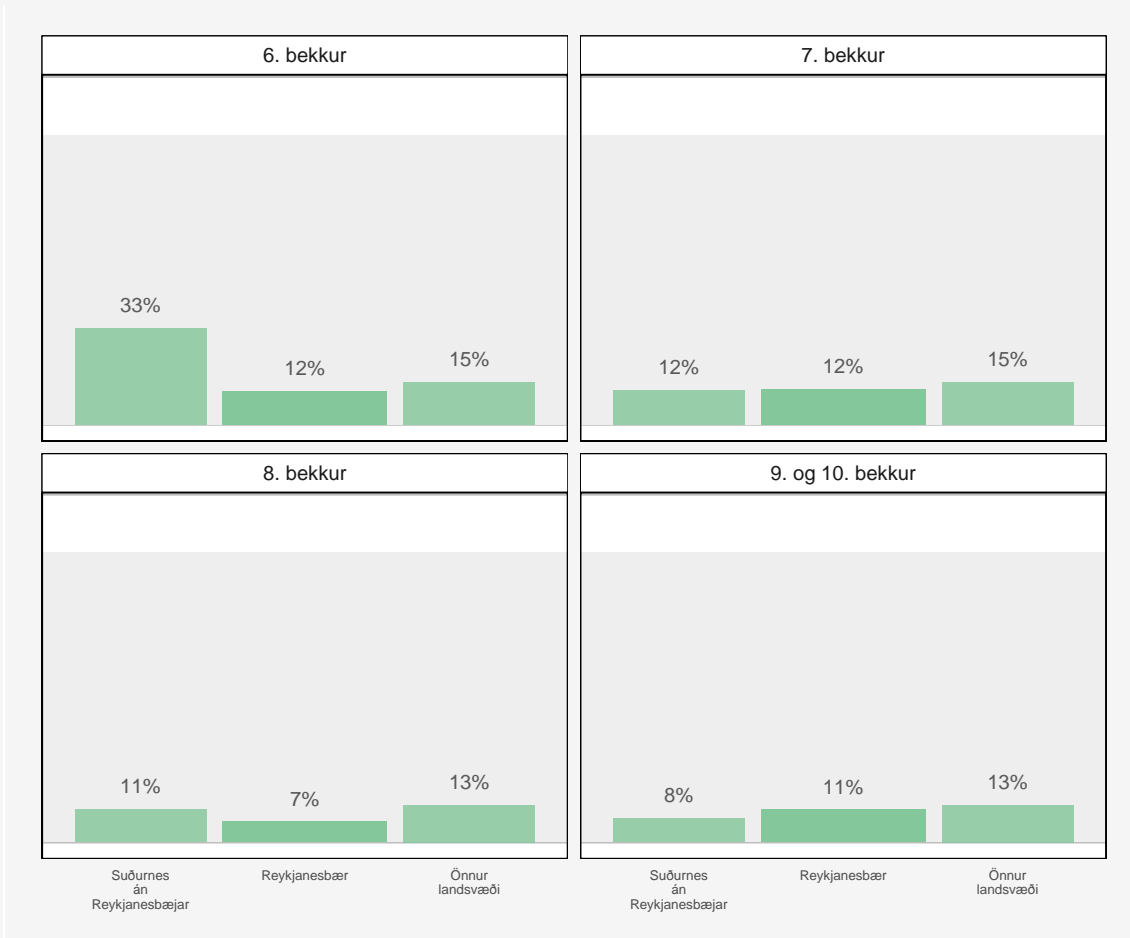 6. bekkur
7. bekkur
33%
12%
15%
12%
12%
15%
8. bekkur
9. og 10. bekkur
11%
7%
13%
8%
11%
13%
Suðurnes
án
Reykjanesbæjar
Reykjanesbær
Önnur
landsvæði
Suðurnes
án
Reykjanesbæjar
Reykjanesbær
Önnur
landsvæði